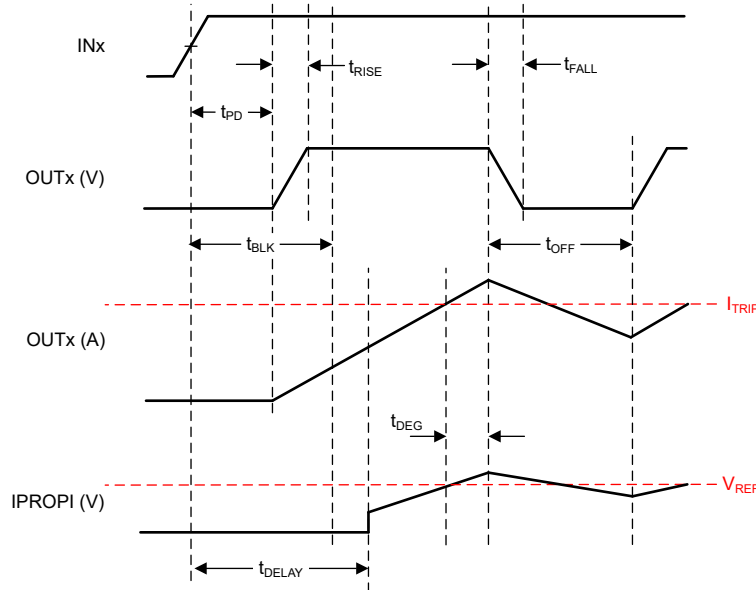 INx
tRISE
tFALL
tPD
OUTx (V)
tBLK
tOFF
ITRIP
OUTx (A)
tDEG
VREF
IPROPI (V)
tDELAY